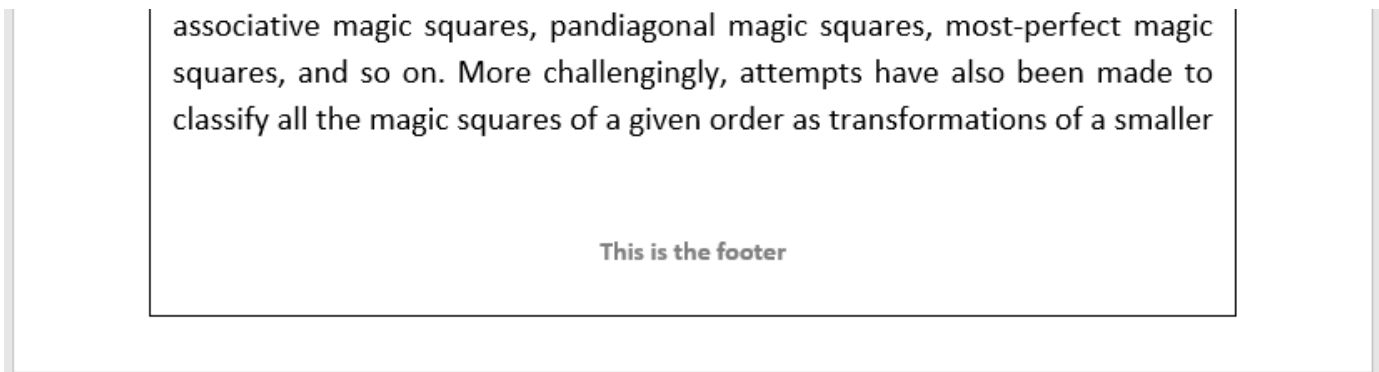 associative magic squares, pandiagonal magic squares, most-perfect magic
squares, and so on. More challengingly, attempts have also been made to
classify all the magic squares of a given order as transformations of a smaller
This is the footer